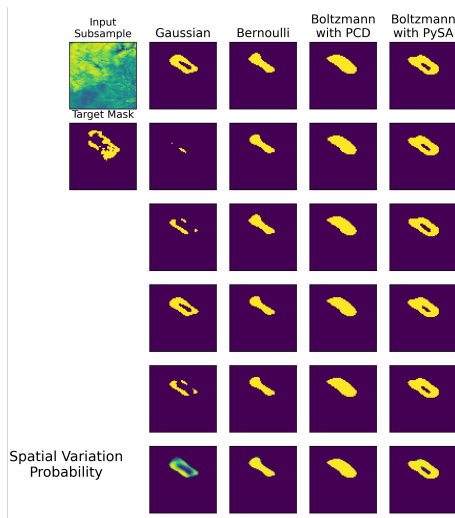 Input
Subsample
Gaussian
Bernoulli
Boltzmann
with PCD
Boltzmann
with PySA
Target Mask
Spatial Variation
Probability